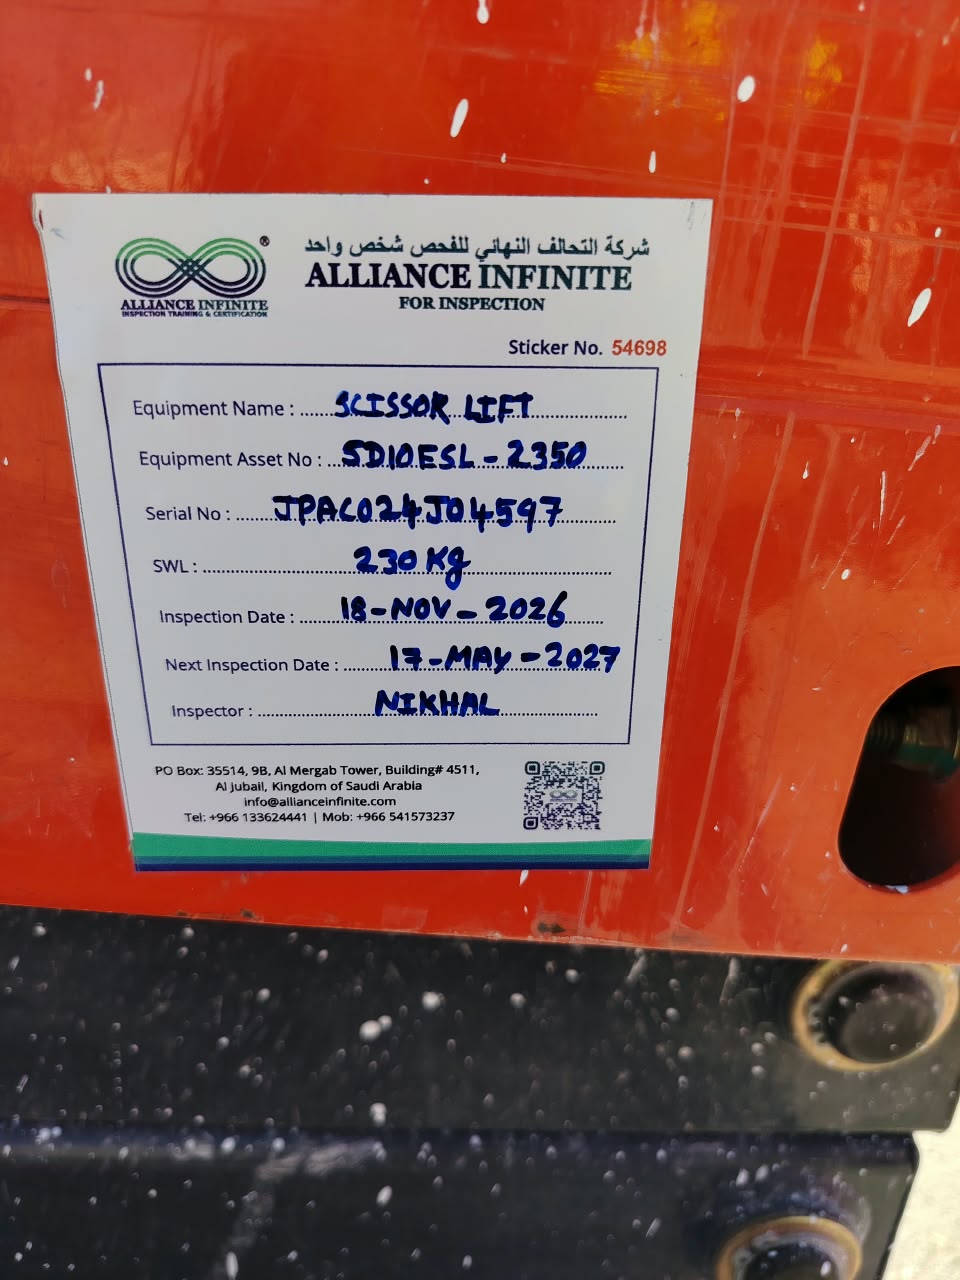 ALLIANCE INFINITE
INSPECTION TRAINING & CERTIFICATION
®
شركة التحالف النهائي للفحص شخص واحد
ALLIANCE INFINITE
FOR INSPECTION
Sticker No. 54698
Equipment Name : SCISSOR LIFT
Equipment Asset No : SD10ESL - 2350
Serial No : JPAC024J04597
SWL : 230 Kg
Inspection Date : 18-NOV-2026
Next Inspection Date : 17-MAY-2027
Inspector : NIKHAL
PO Box: 35514, 9B, Al Mergab Tower, Building# 4511,
Al Jubail, Kingdom of Saudi Arabia
info@allianceinfinite.com
Tel: +966 133624441 | Mob: +966 541573237